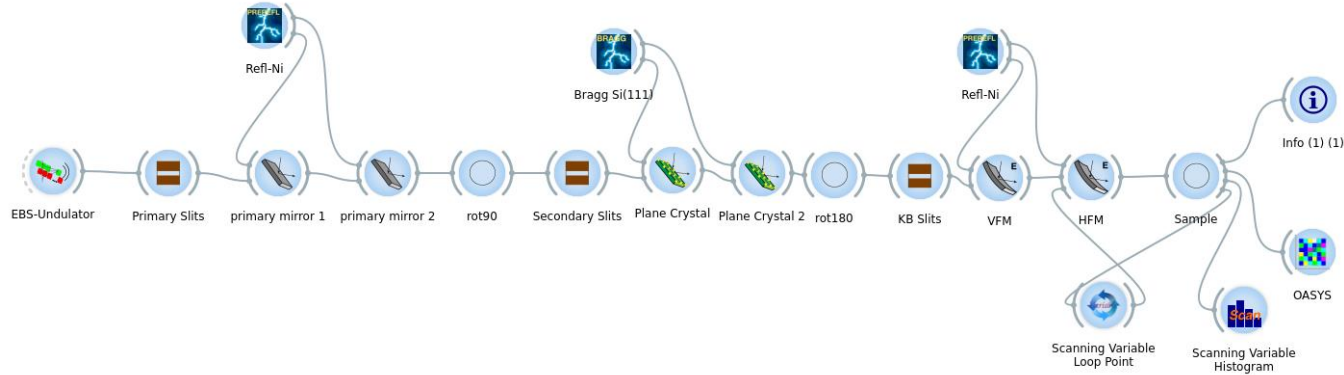 PREREFL
Refl-Ni
BRAGG
Bragg Si(111)
PREREFL
Refl-Ni
Info (1) (1)
EBS-Undulator
Primary Slits
primary mirror 1
primary mirror 2
rot90
Secondary Slits
Plane Crystal
Plane Crystal 2
rot180
KB Slits
E
VFM
E
HFM
Sample
OASYS
Scanning Variable
Loop Point
Scan
Scanning Variable
Histogram